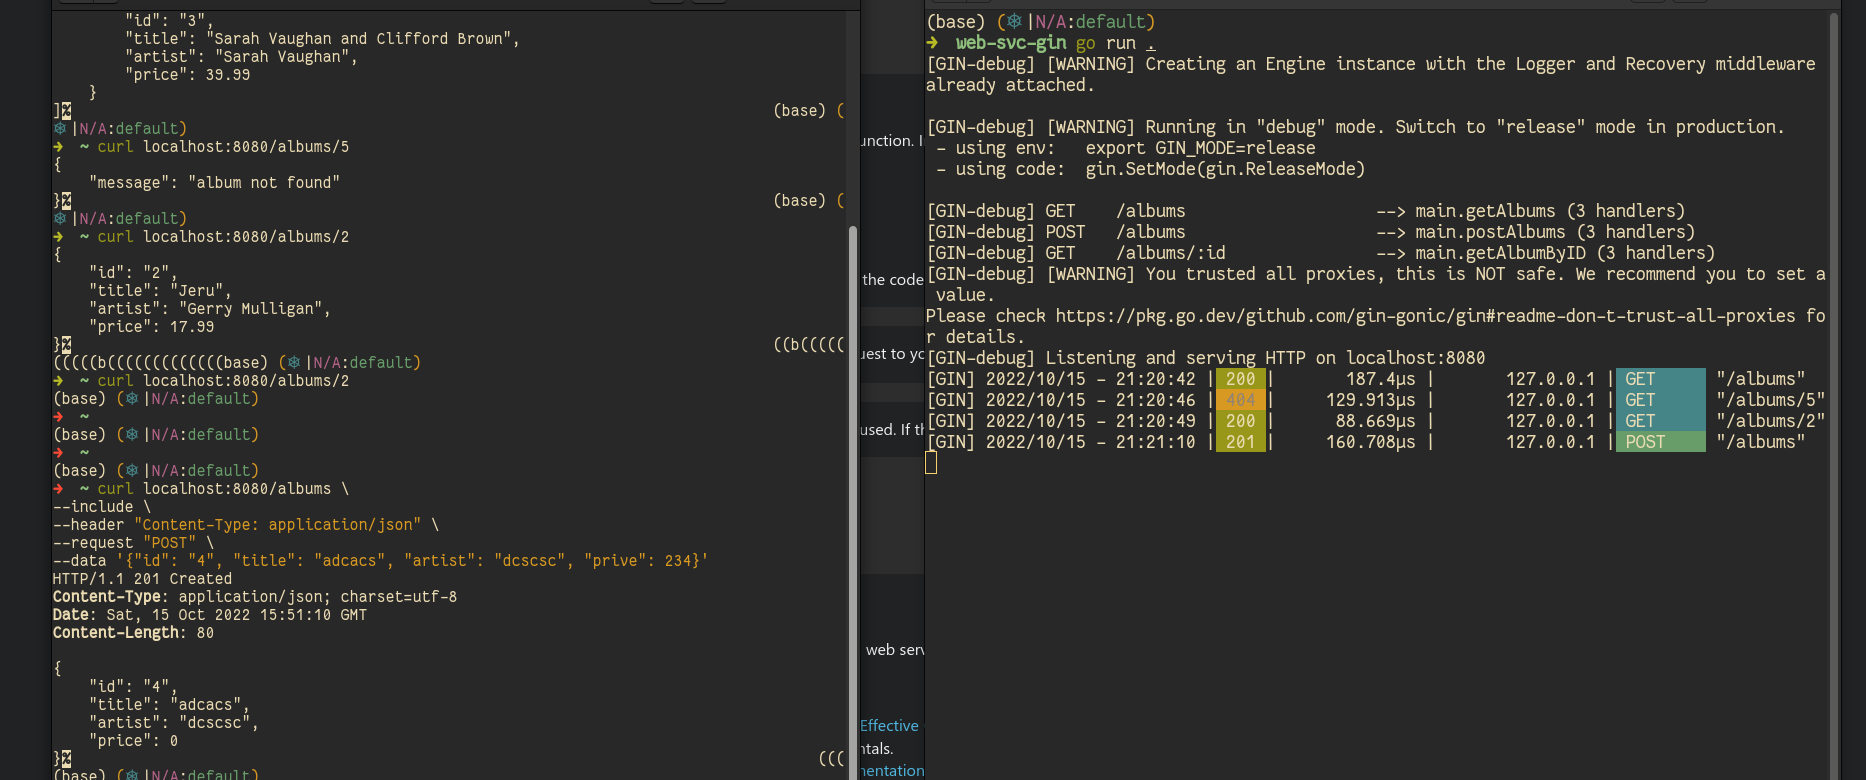 "id": "3",
"title": "Sarah Vaughan and Clifford Brown",
"artist": "Sarah Vaughan",
"price": 39.99
}
]% (base) (
❄|N/A:default)
➜ ~ curl localhost:8080/albums/5
{
"message": "album not found"
}% (base) (
❄|N/A:default)
➜ ~ curl localhost:8080/albums/2
{
"id": "2",
"title": "Jeru",
"artist": "Gerry Mulligan",
"price": 17.99
}% ((b(((((
(((((b(((((((((((((base) (❄|N/A:default)
➜ ~ curl localhost:8080/albums/2
(base) (❄|N/A:default)
➜ ~
(base) (❄|N/A:default)
➜ ~
(base) (❄|N/A:default)
➜ ~ curl localhost:8080/albums \
--include \
--header "Content-Type: application/json" \
--request "POST" \
--data '{"id": "4", "title": "adcacs", "artist": "dcscsc", "prive": 234}'
HTTP/1.1 201 Created
Content-Type: application/json; charset=utf-8
Date: Sat, 15 Oct 2022 15:51:10 GMT
Content-Length: 80
{
"id": "4",
"title": "adcacs",
"artist": "dcscsc",
"price": 0
}% (((
(base) (❄|N/A:default)
the code
used. If
web
Effective
(base) (❄|N/A:default)
➜ web-svc-gin go run .
[GIN-debug] [WARNING] Creating an Engine instance with the Logger and Recovery middleware
already attached.
[GIN-debug] [WARNING] Running in "debug" mode. Switch to "release" mode in production.
- using env: export GIN_MODE=release
- using code: gin.SetMode(gin.ReleaseMode)
[GIN-debug] GET /albums --> main.getAlbums (3 handlers)
[GIN-debug] POST /albums --> main.postAlbums (3 handlers)
[GIN-debug] GET /albums/:id --> main.getAlbumByID (3 handlers)
[GIN-debug] [WARNING] You trusted all proxies, this is NOT safe. We recommend you to set a
value.
Please check https://pkg.go.dev/github.com/gin-gonic/gin#readme-don-t-trust-all-proxies fo
r details.
[GIN-debug] Listening and serving HTTP on localhost:8080
[GIN] 2022/10/15 - 21:20:42 | 200 | 187.4µs | 127.0.0.1 | GET "/albums"
[GIN] 2022/10/15 - 21:20:46 | 404 | 129.913µs | 127.0.0.1 | GET "/albums/5"
[GIN] 2022/10/15 - 21:20:49 | 200 | 88.669µs | 127.0.0.1 | GET "/albums/2"
[GIN] 2022/10/15 - 21:21:10 | 201 | 160.708µs | 127.0.0.1 | POST "/albums"